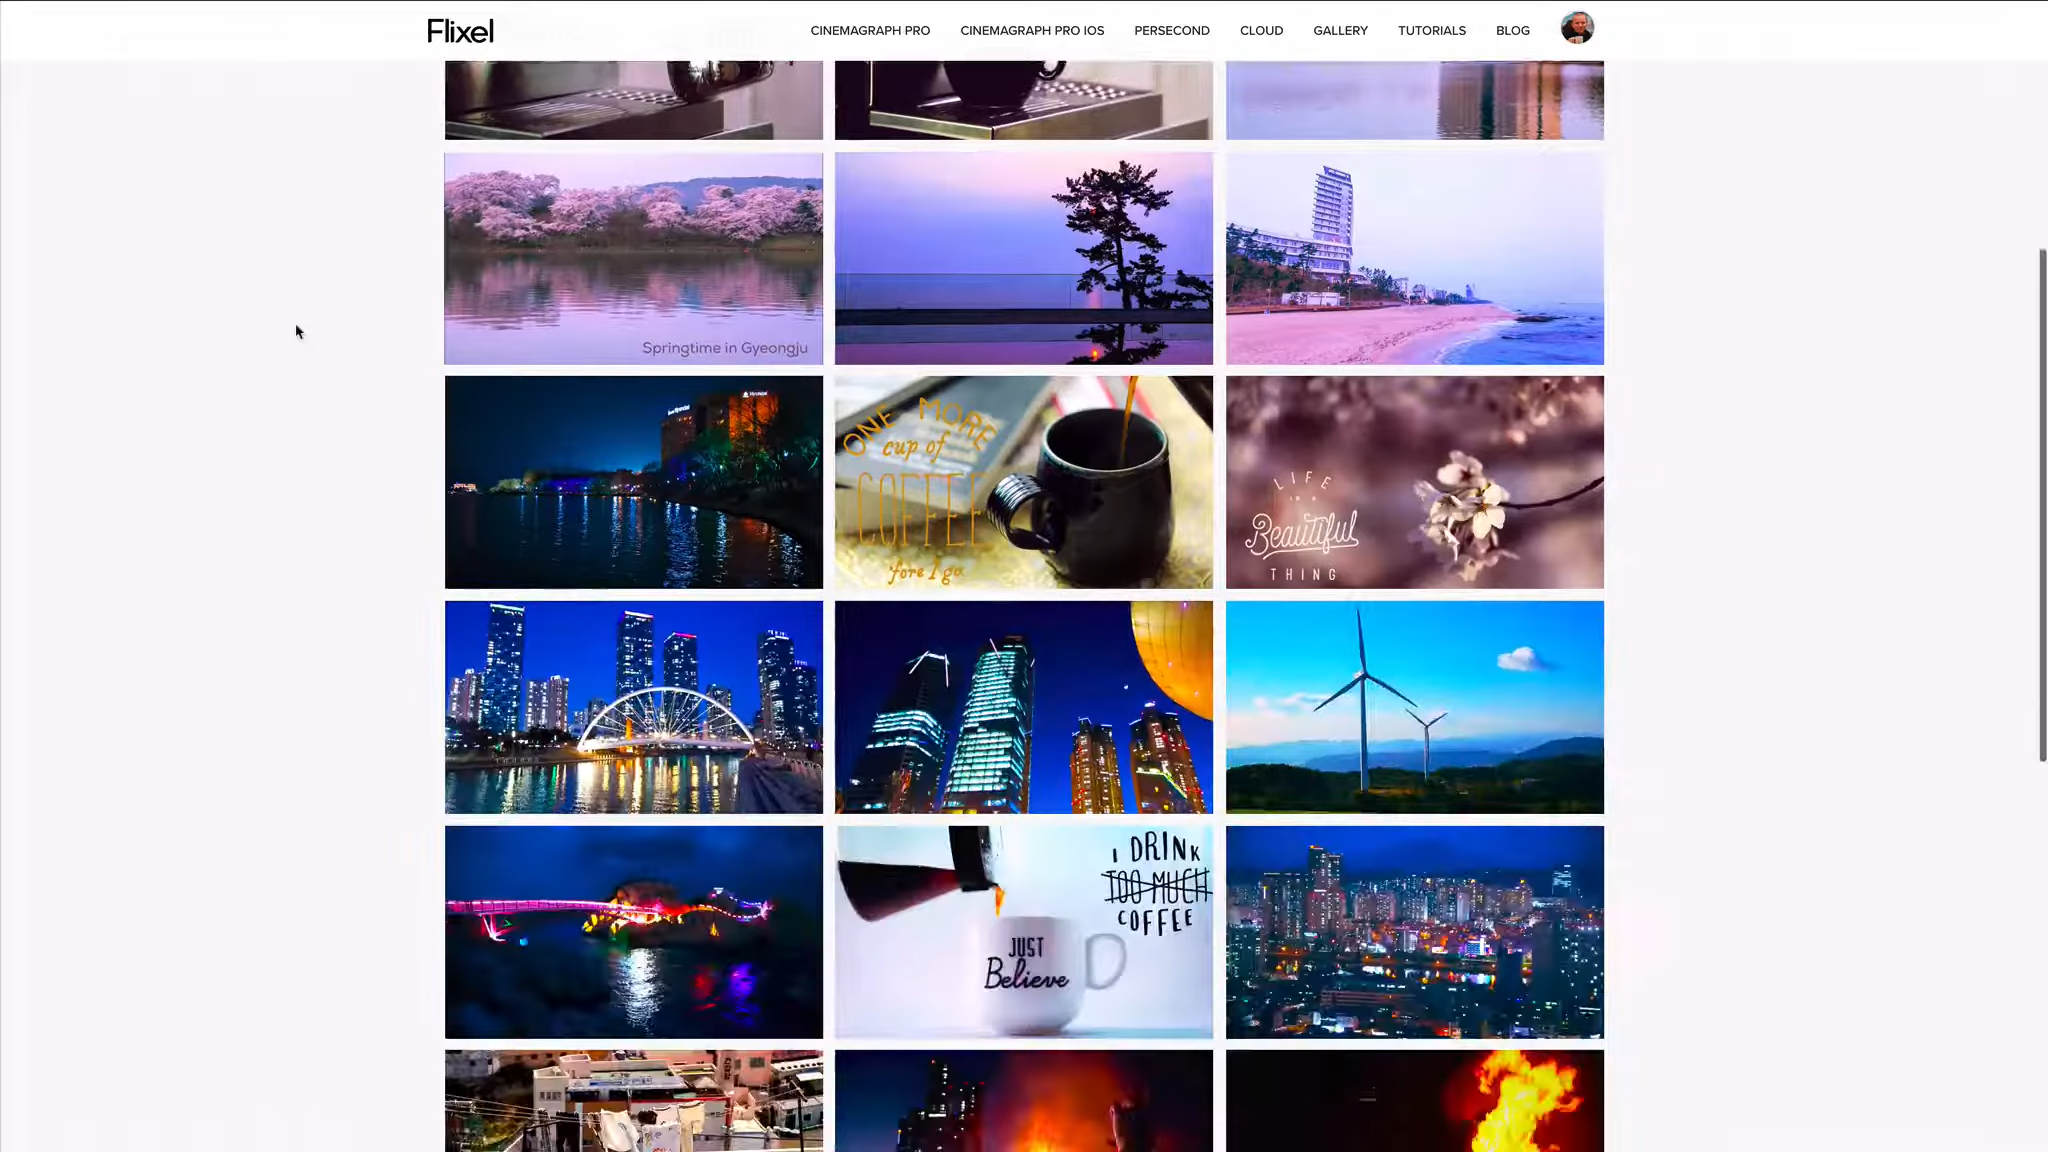 Flixel
CINEMAGRAPH PRO
CINEMAGRAPH PRO IOS
PERSECOND
CLOUD
GALLERY
TUTORIALS
BLOG
Springtime in Gyeongju
ONE MORE
cup of
COFFEE
'fore I go
LIFE
IS A
Beautiful
THING
I DRINK
TOO MUCH
COFFEE
JUST
Believe